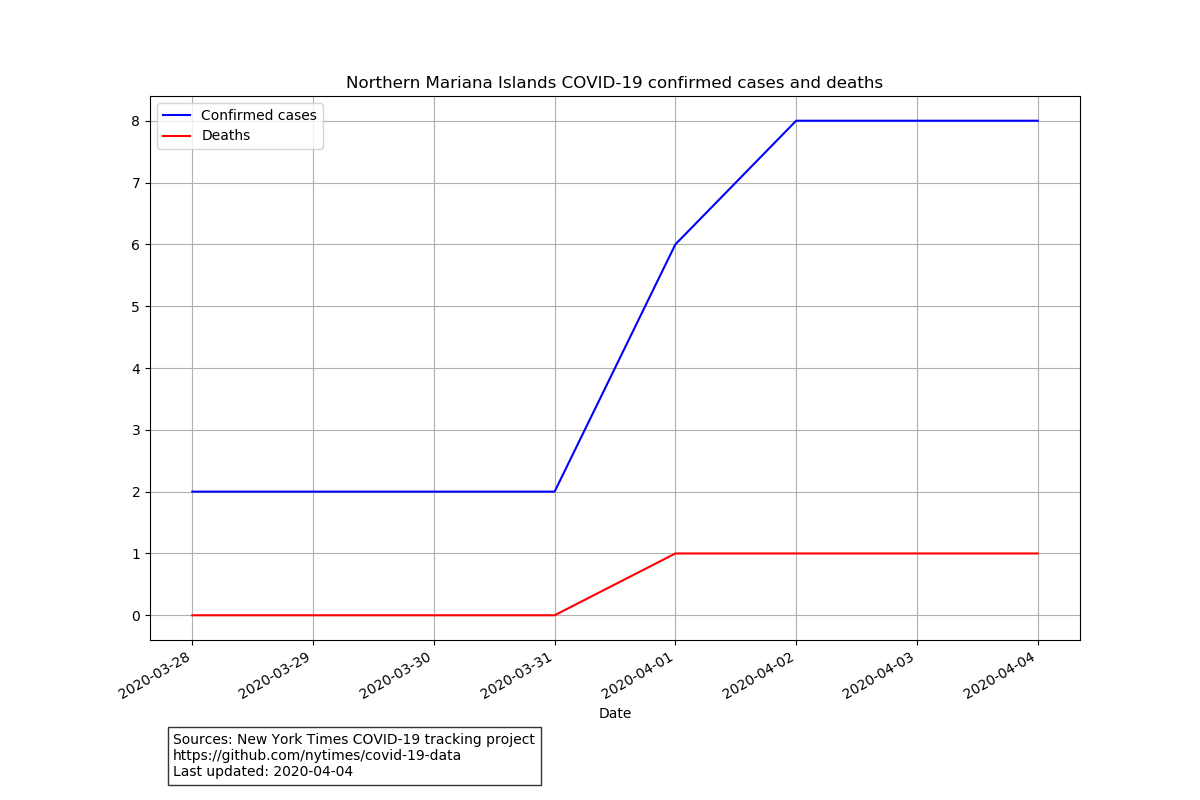 Northern Mariana Islands COVID-19 confirmed cases and deaths
Confirmed cases
Deaths
8
7
6
5
4
3
2
1
0
2020-03-28
2020-03-29
2020-03-30
2020-03-31
2020-04-01
2020-04-02
2020-04-03
2020-04-04
Date
Sources: New York Times COVID-19 tracking project
https://github.com/nytimes/covid-19-data
Last updated: 2020-04-04